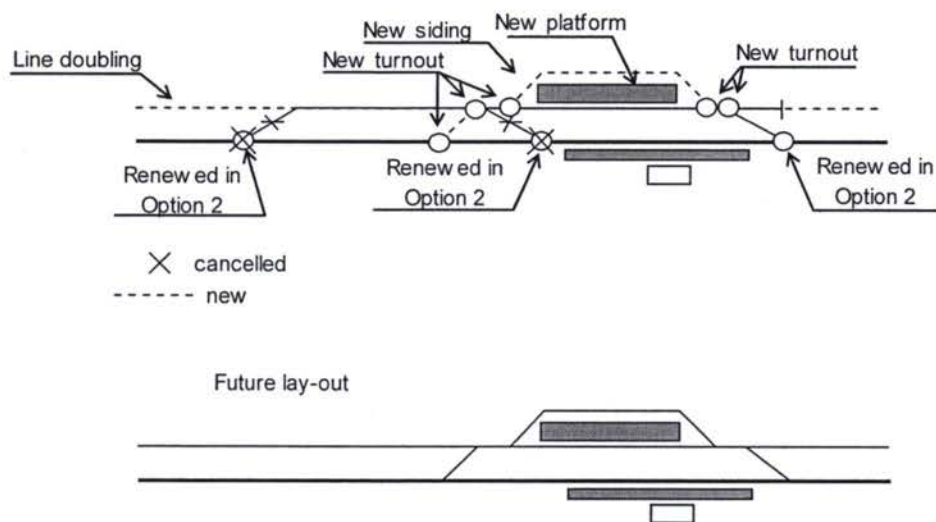 New platform
New siding
Line doubling
New turnout
New turnout
Renewed in
Option 2
Renewed in
Option 2
Renewed in
Option 2
cancelled
new
Future lay-out